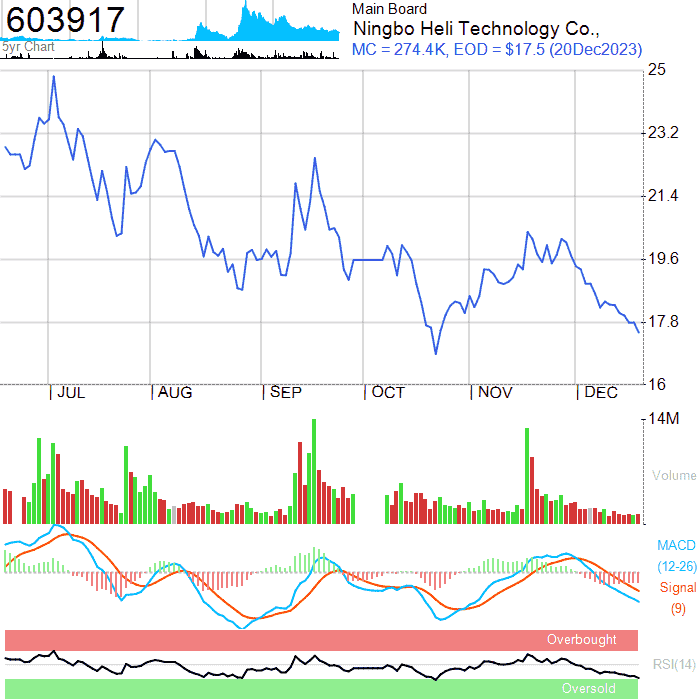 603917
5yr Chart
Main Board
Ningbo Heli Technology Co.,
MC = 274.4K, EOD = $17.5 (20Dec2023)
25
23.2
21.4
19.6
17.8
16
JUL
AUG
SEP
OCT
NOV
DEC
14M
Volume
MACD
(12-26)
Signal
(9)
Overbought
RSI(14)
Oversold